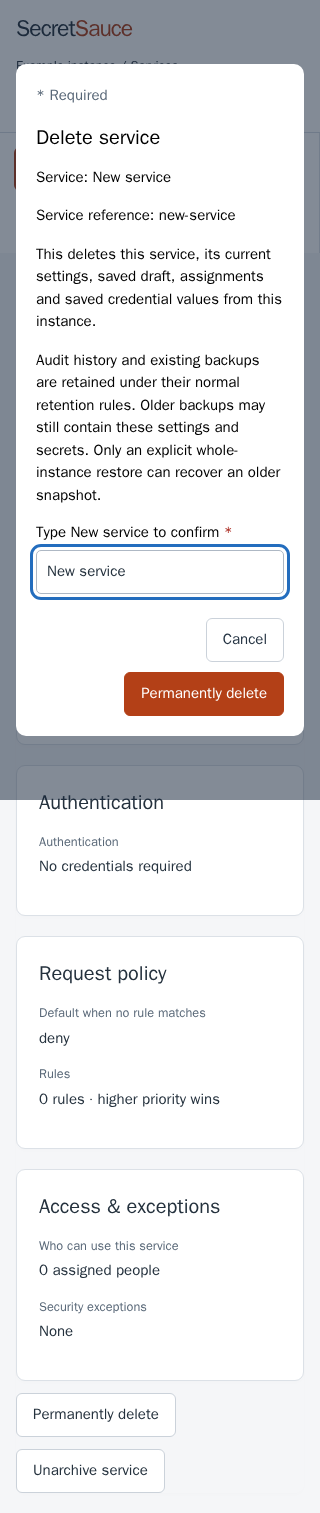 SecretSauce
* Required
Delete service
Service: New service
Service reference: new-service
This deletes this service, its current
settings, saved draft, assignments
and saved credential values from this
instance.
Audit history and existing backups
are retained under their normal
retention rules. Older backups may
still contain these settings and
secrets. Only an explicit whole-
instance restore can recover an older
snapshot.
Type New service to confirm *
New service
Cancel
Permanently delete
Authentication
Authentication
No credentials required
Request policy
Default when no rule matches
deny
Rules
0 rules · higher priority wins
Access & exceptions
Who can use this service
0 assigned people
Security exceptions
None
Permanently delete
Unarchive service